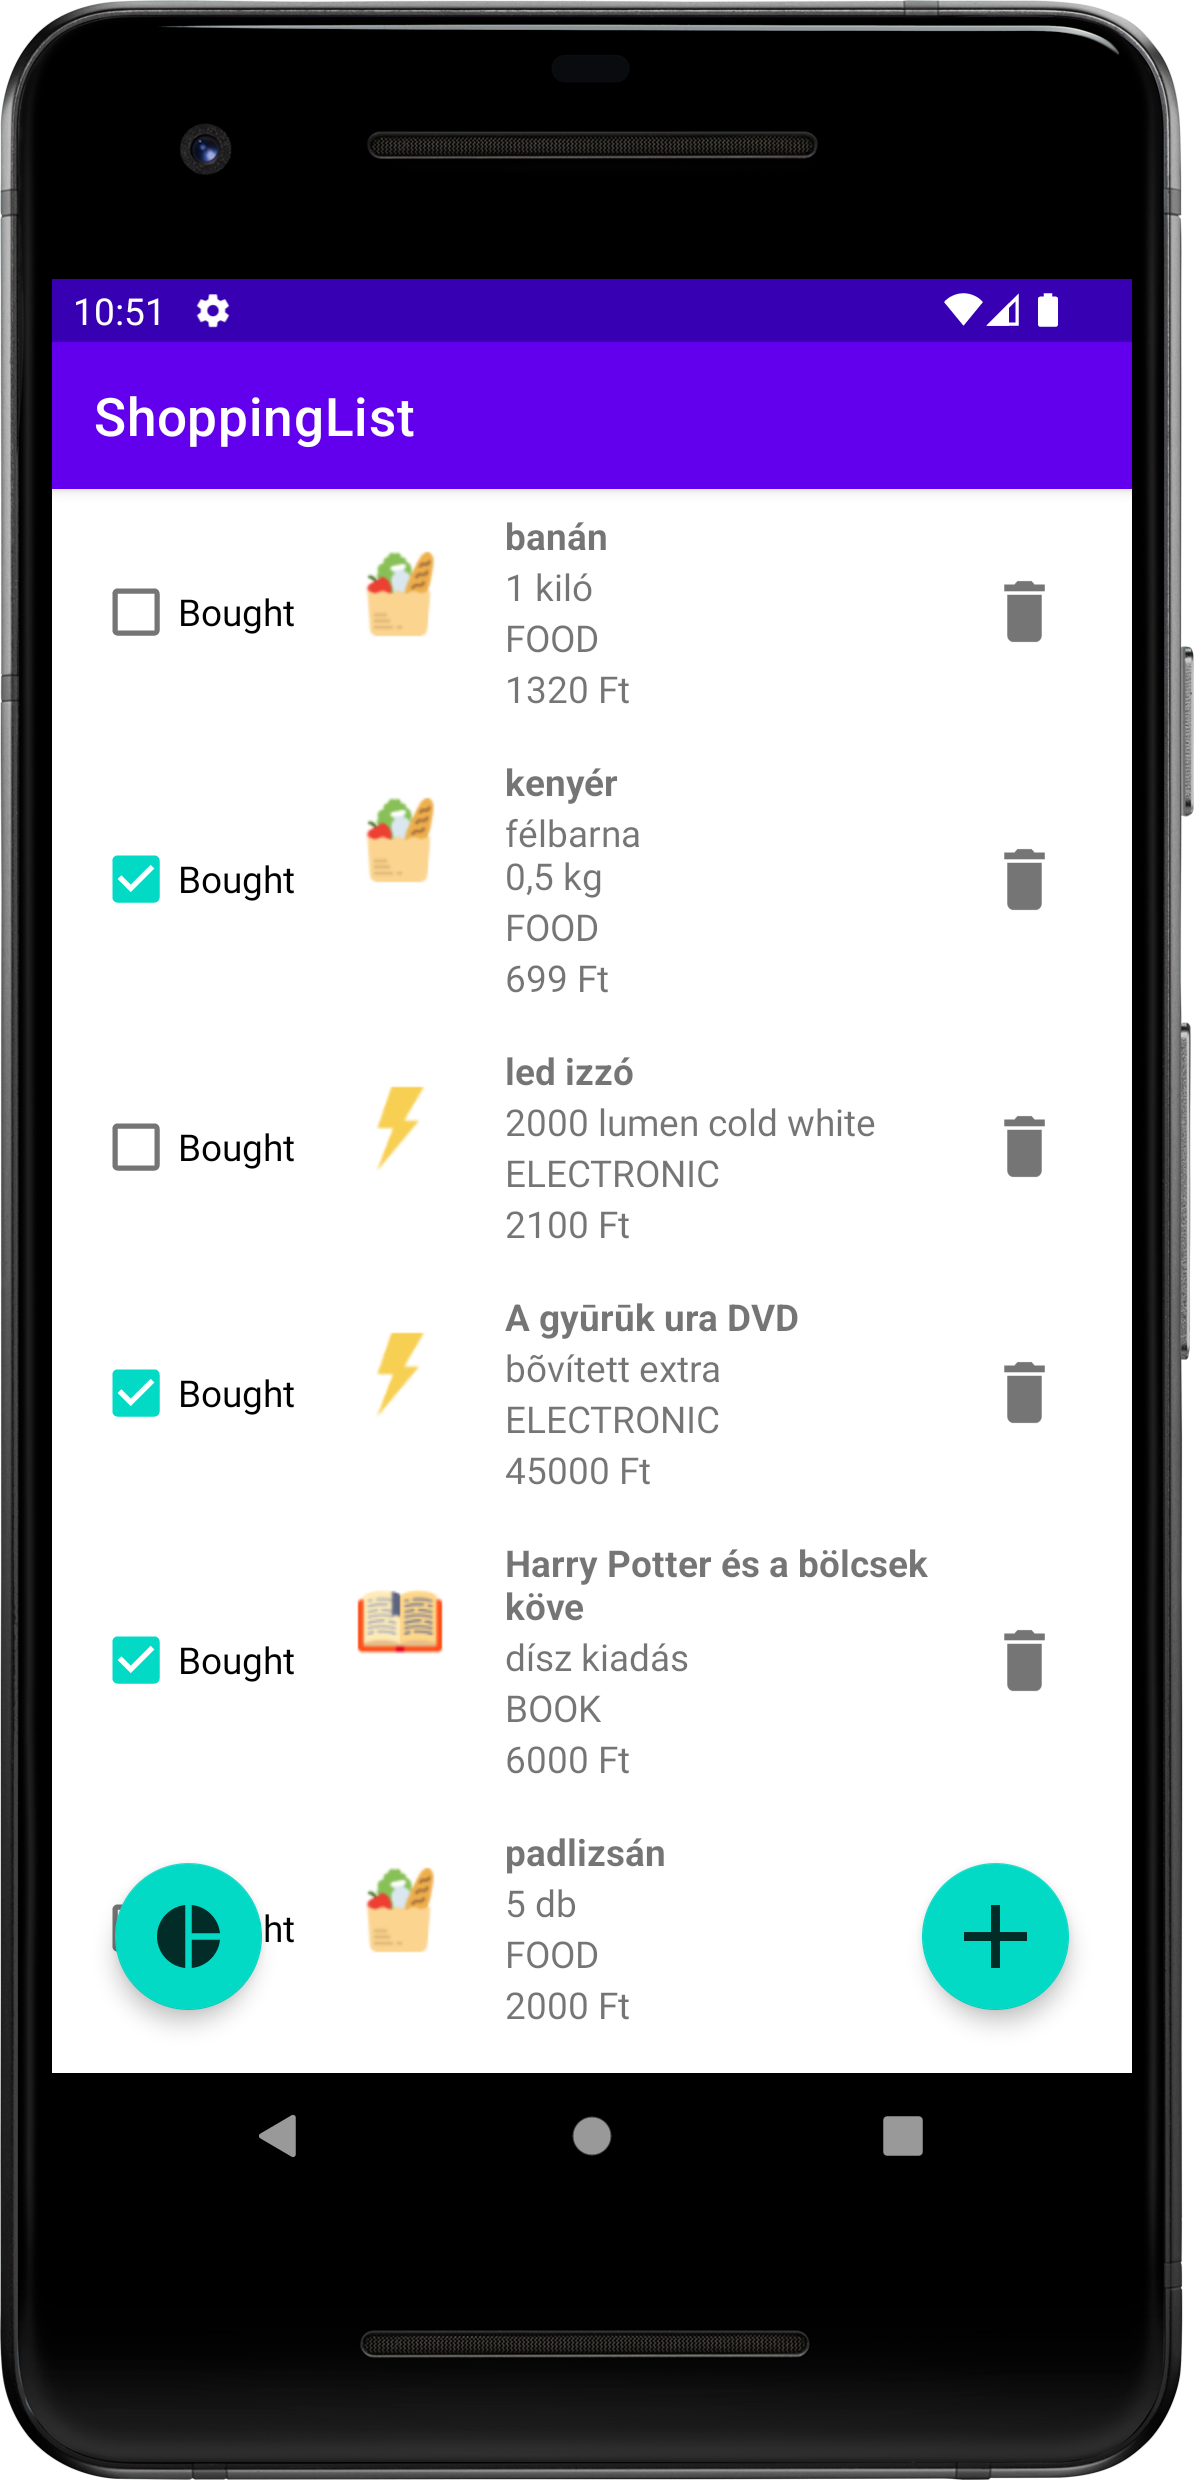 10:51
ShoppingList
banán
1 kiló
Bought
FOOD
1320 Ft
kenyér
félbarna
Bought
0,5 kg
FOOD
699 Ft
led izzó
2000 lumen cold white
Bought
ELECTRONIC
2100 Ft
A gyūrūk ura DVD
bõvített extra
Bought
ELECTRONIC
45000 Ft
Harry Potter és a bölcsek
köve
dísz kiadás
Bought
BOOK
6000 Ft
padlizsán
5 db
ht
FOOD
2000 Ft